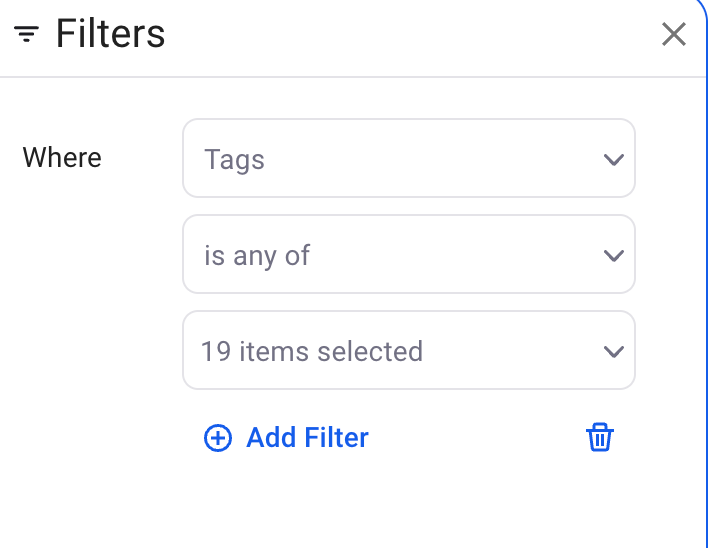 Filters
Where
Tags
is any of
19 items selected
Add Filter